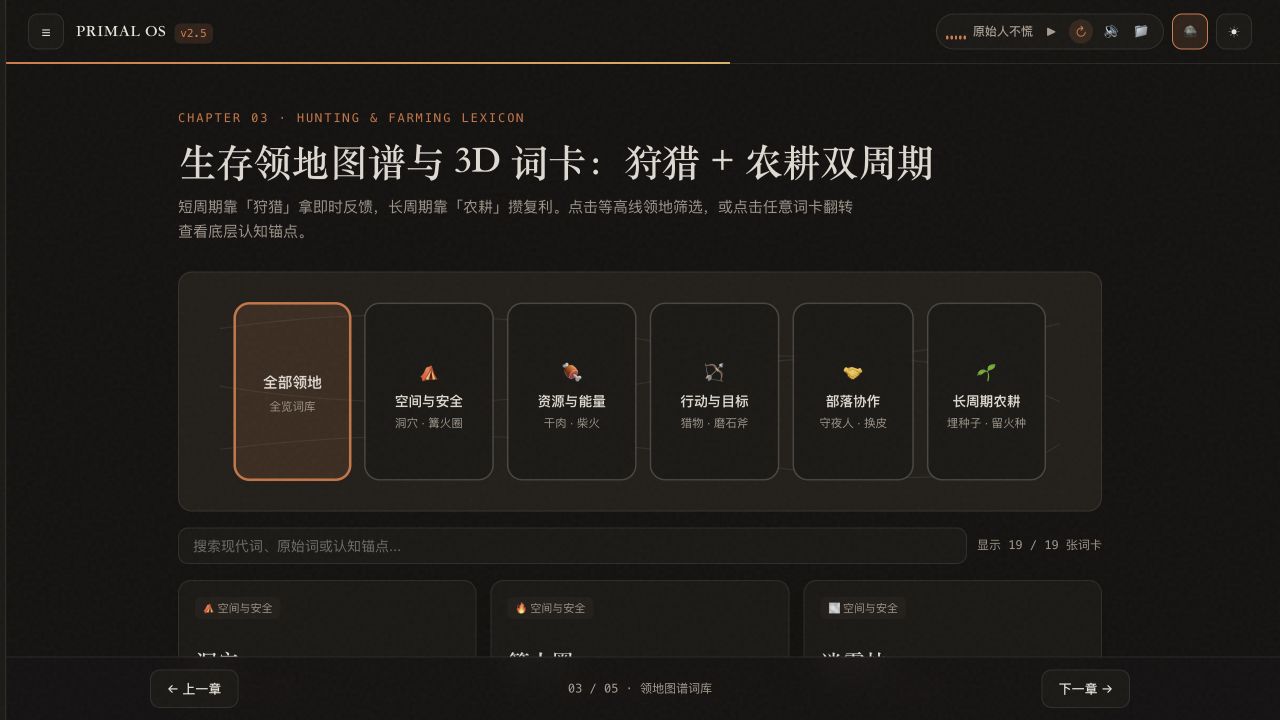 PRIMAL OS v2.5
原始人不慌
CHAPTER 03 · HUNTING & FARMING LEXICON
生存领地图谱与 3D 词卡：狩猎 + 农耕双周期
短周期靠「狩猎」拿即时反馈，长周期靠「农耕」攒复利。点击等高线领地筛选，或点击任意词卡翻转
查看底层认知锚点。
全部领地
全览词库
空间与安全
洞穴 · 篝火圈
资源与能量
干肉 · 柴火
行动与目标
猎物 · 磨石斧
部落协作
守夜人 · 换皮
长周期农耕
埋种子 · 留火种
搜索现代词、原始词或认知锚点...
显示 19 / 19 张词卡
空间与安全
空间与安全
空间与安全
← 上一章
03 / 05 · 领地图谱词库
下一章 →